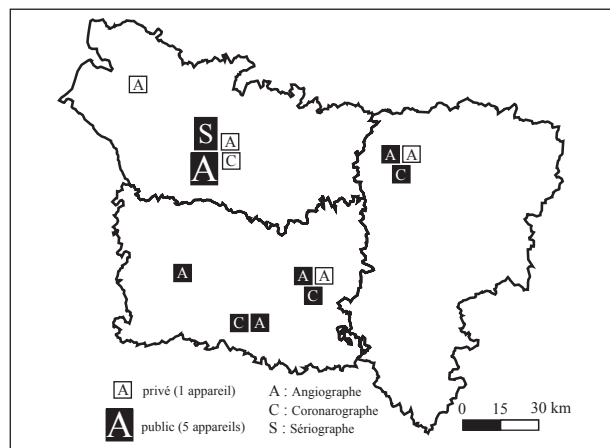 A
S A
A C
A A
C
A
A A
C
C A
A privé (1 appareil)
A public (5 appareils)
A : Angiographe
C : Coronarographe
S : Sériographe
0 15 30 km